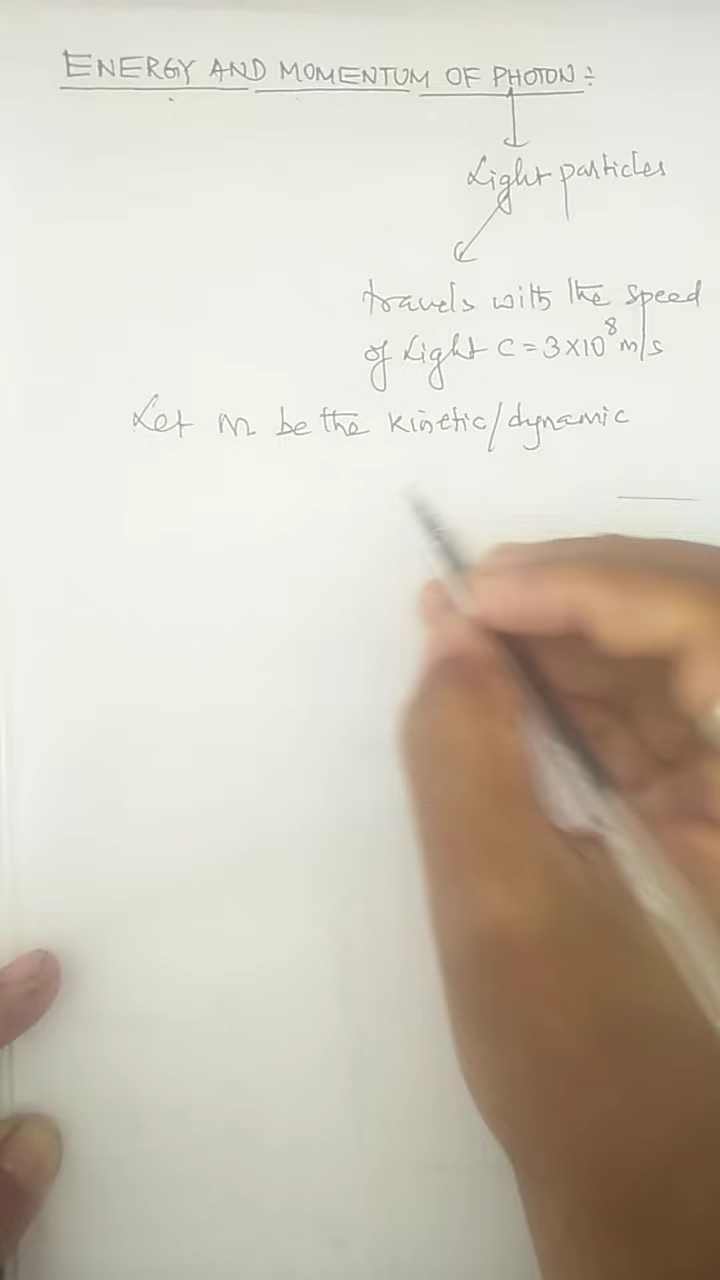 ENERGY AND MOMENTUM OF PHOTON :-
Light particles
travels with the speed
of light C = 3×10⁸ m/s
Let m be the kinetic/dynamic